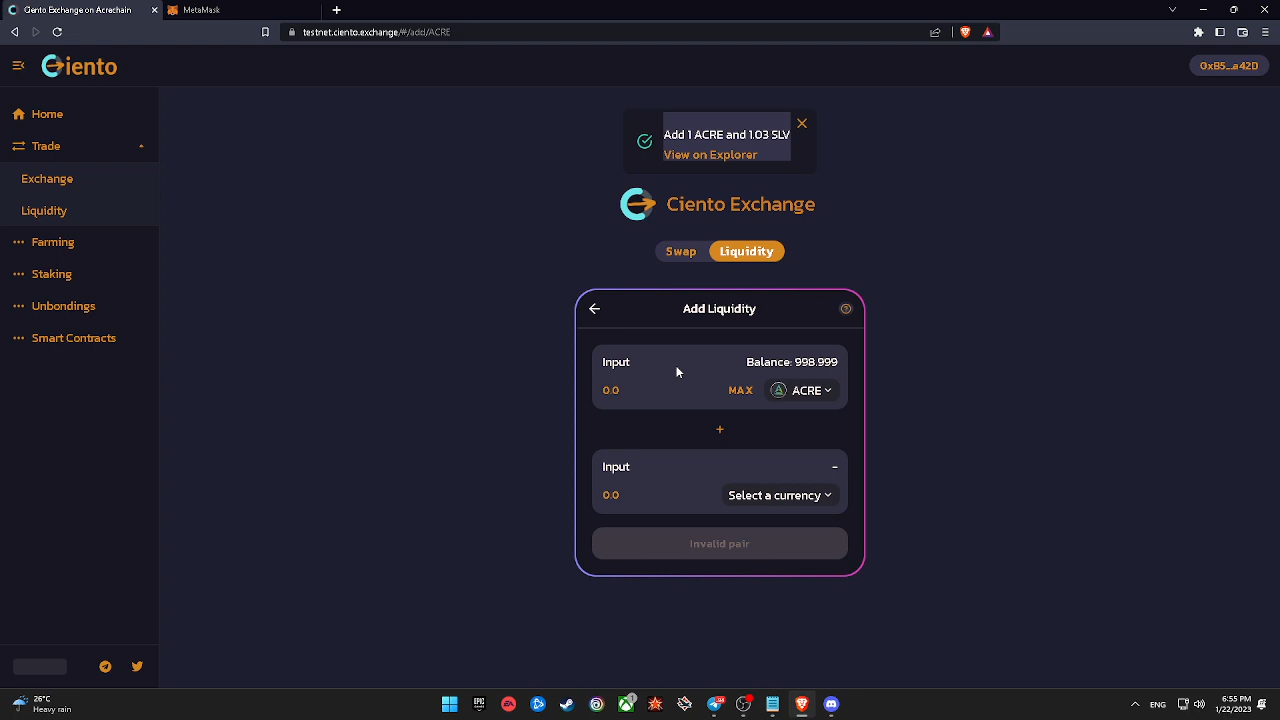 Ciento Exchange on Acrechain
MetaMask
testnet.ciento.exchange/#/add/ACRE
Ciento
0xB5...a42D
Home
Trade
Exchange
Liquidity
Farming
Staking
Unbondings
Smart Contracts
Add 1 ACRE and 1.03 SLV
View on Explorer
Ciento Exchange
Swap
Liquidity
Add Liquidity
Input
Balance: 998.999
0.0
MAX
ACRE
+
Input
-
0.0
Select a currency
Invalid pair
26°C
Heavy rain
ENG
6:55 PM
1/22/2023